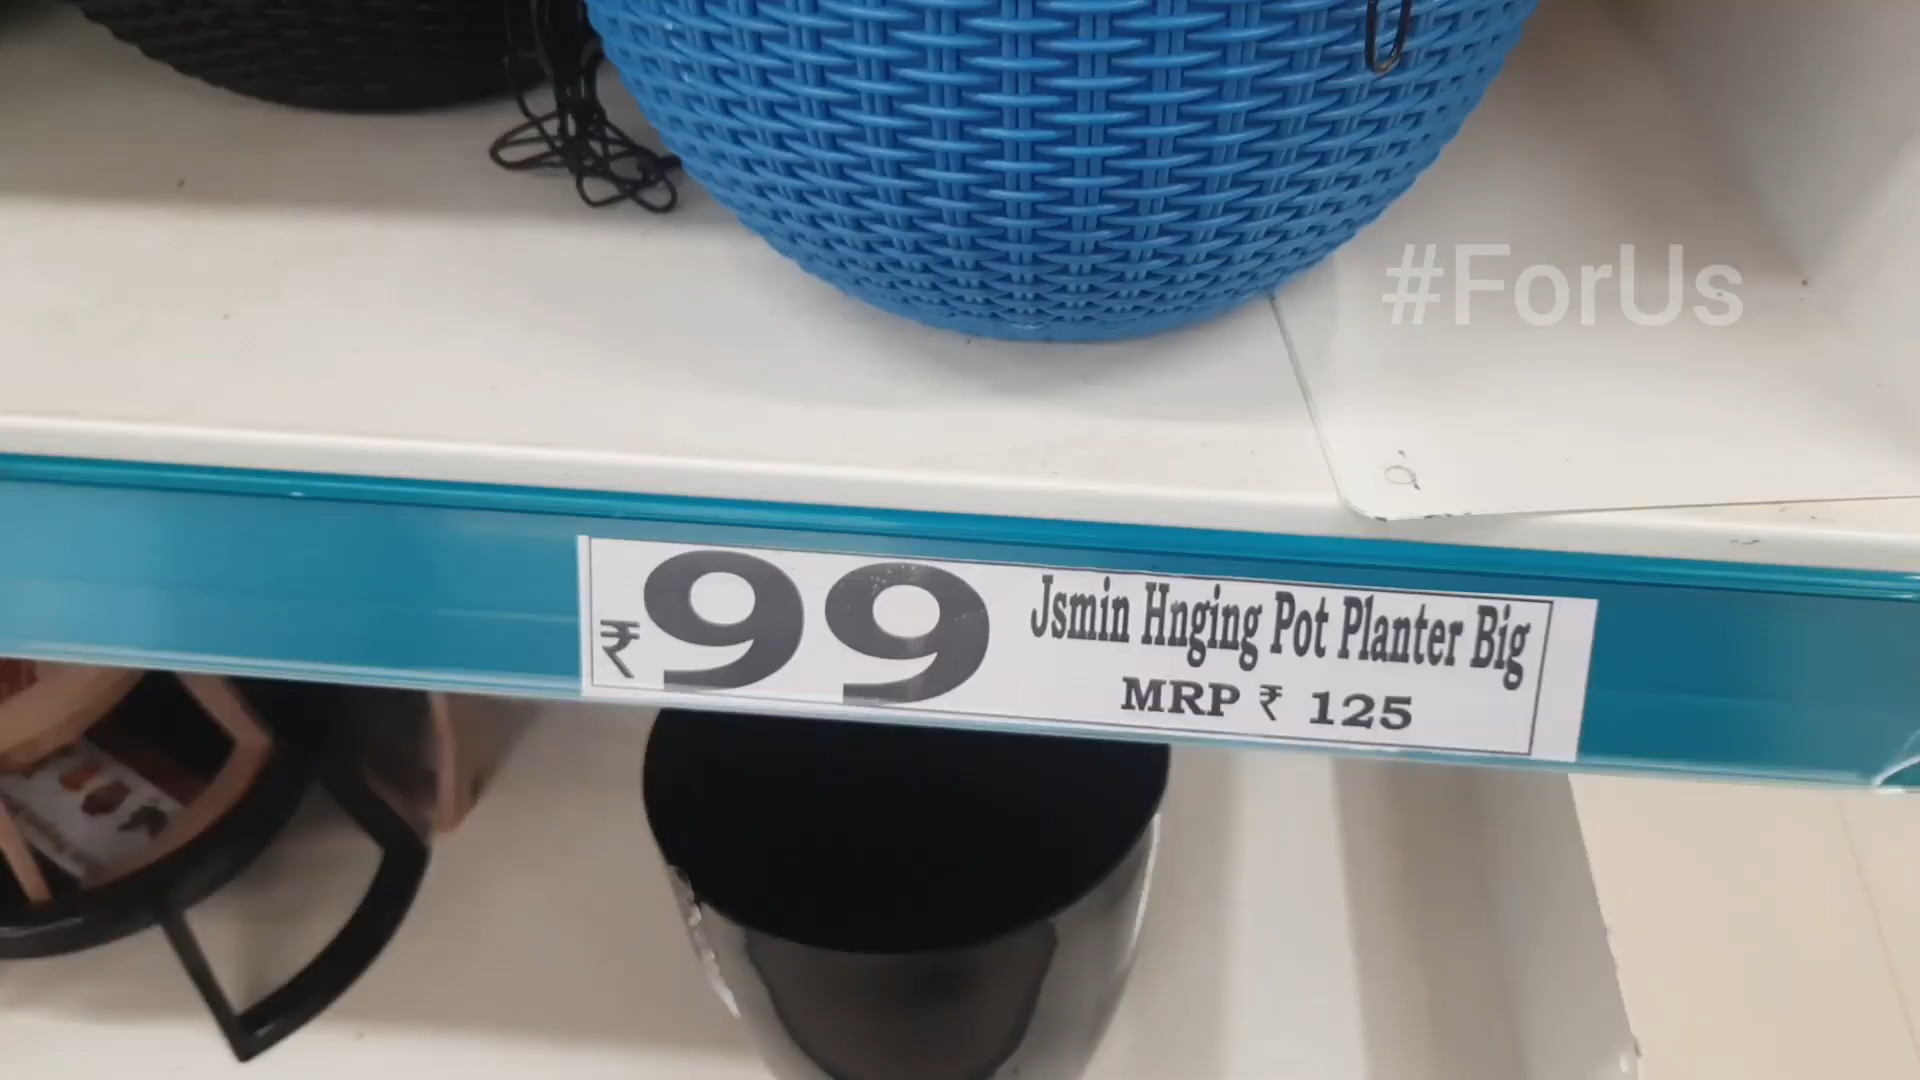 #ForUs
₹99
Jsmin Hnging Pot Planter Big
MRP ₹ 125